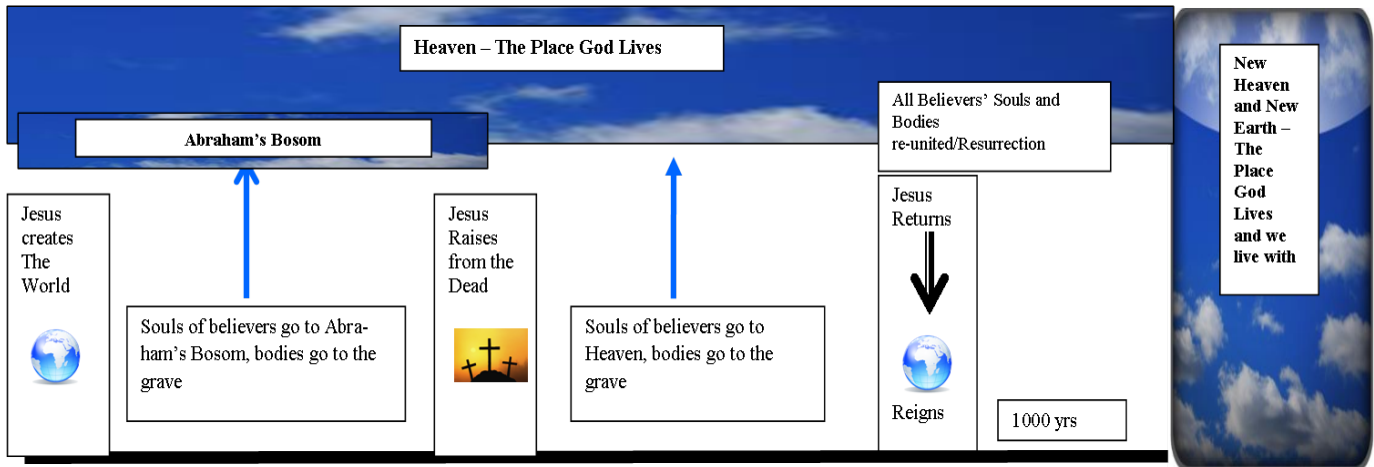 Heaven – The Place God Lives
Abraham's Bosom
Jesus
creates
The
World
Souls of believers go to Abra-
ham's Bosom, bodies go to the
grave
Jesus
Raises
from the
Dead
Souls of believers go to
Heaven, bodies go to the
grave
All Believers' Souls and
Bodies
re-united/Resurrection
Jesus
Returns
Reigns
1000 yrs
New
Heaven
and New
Earth –
The
Place
God
Lives
and we
live with